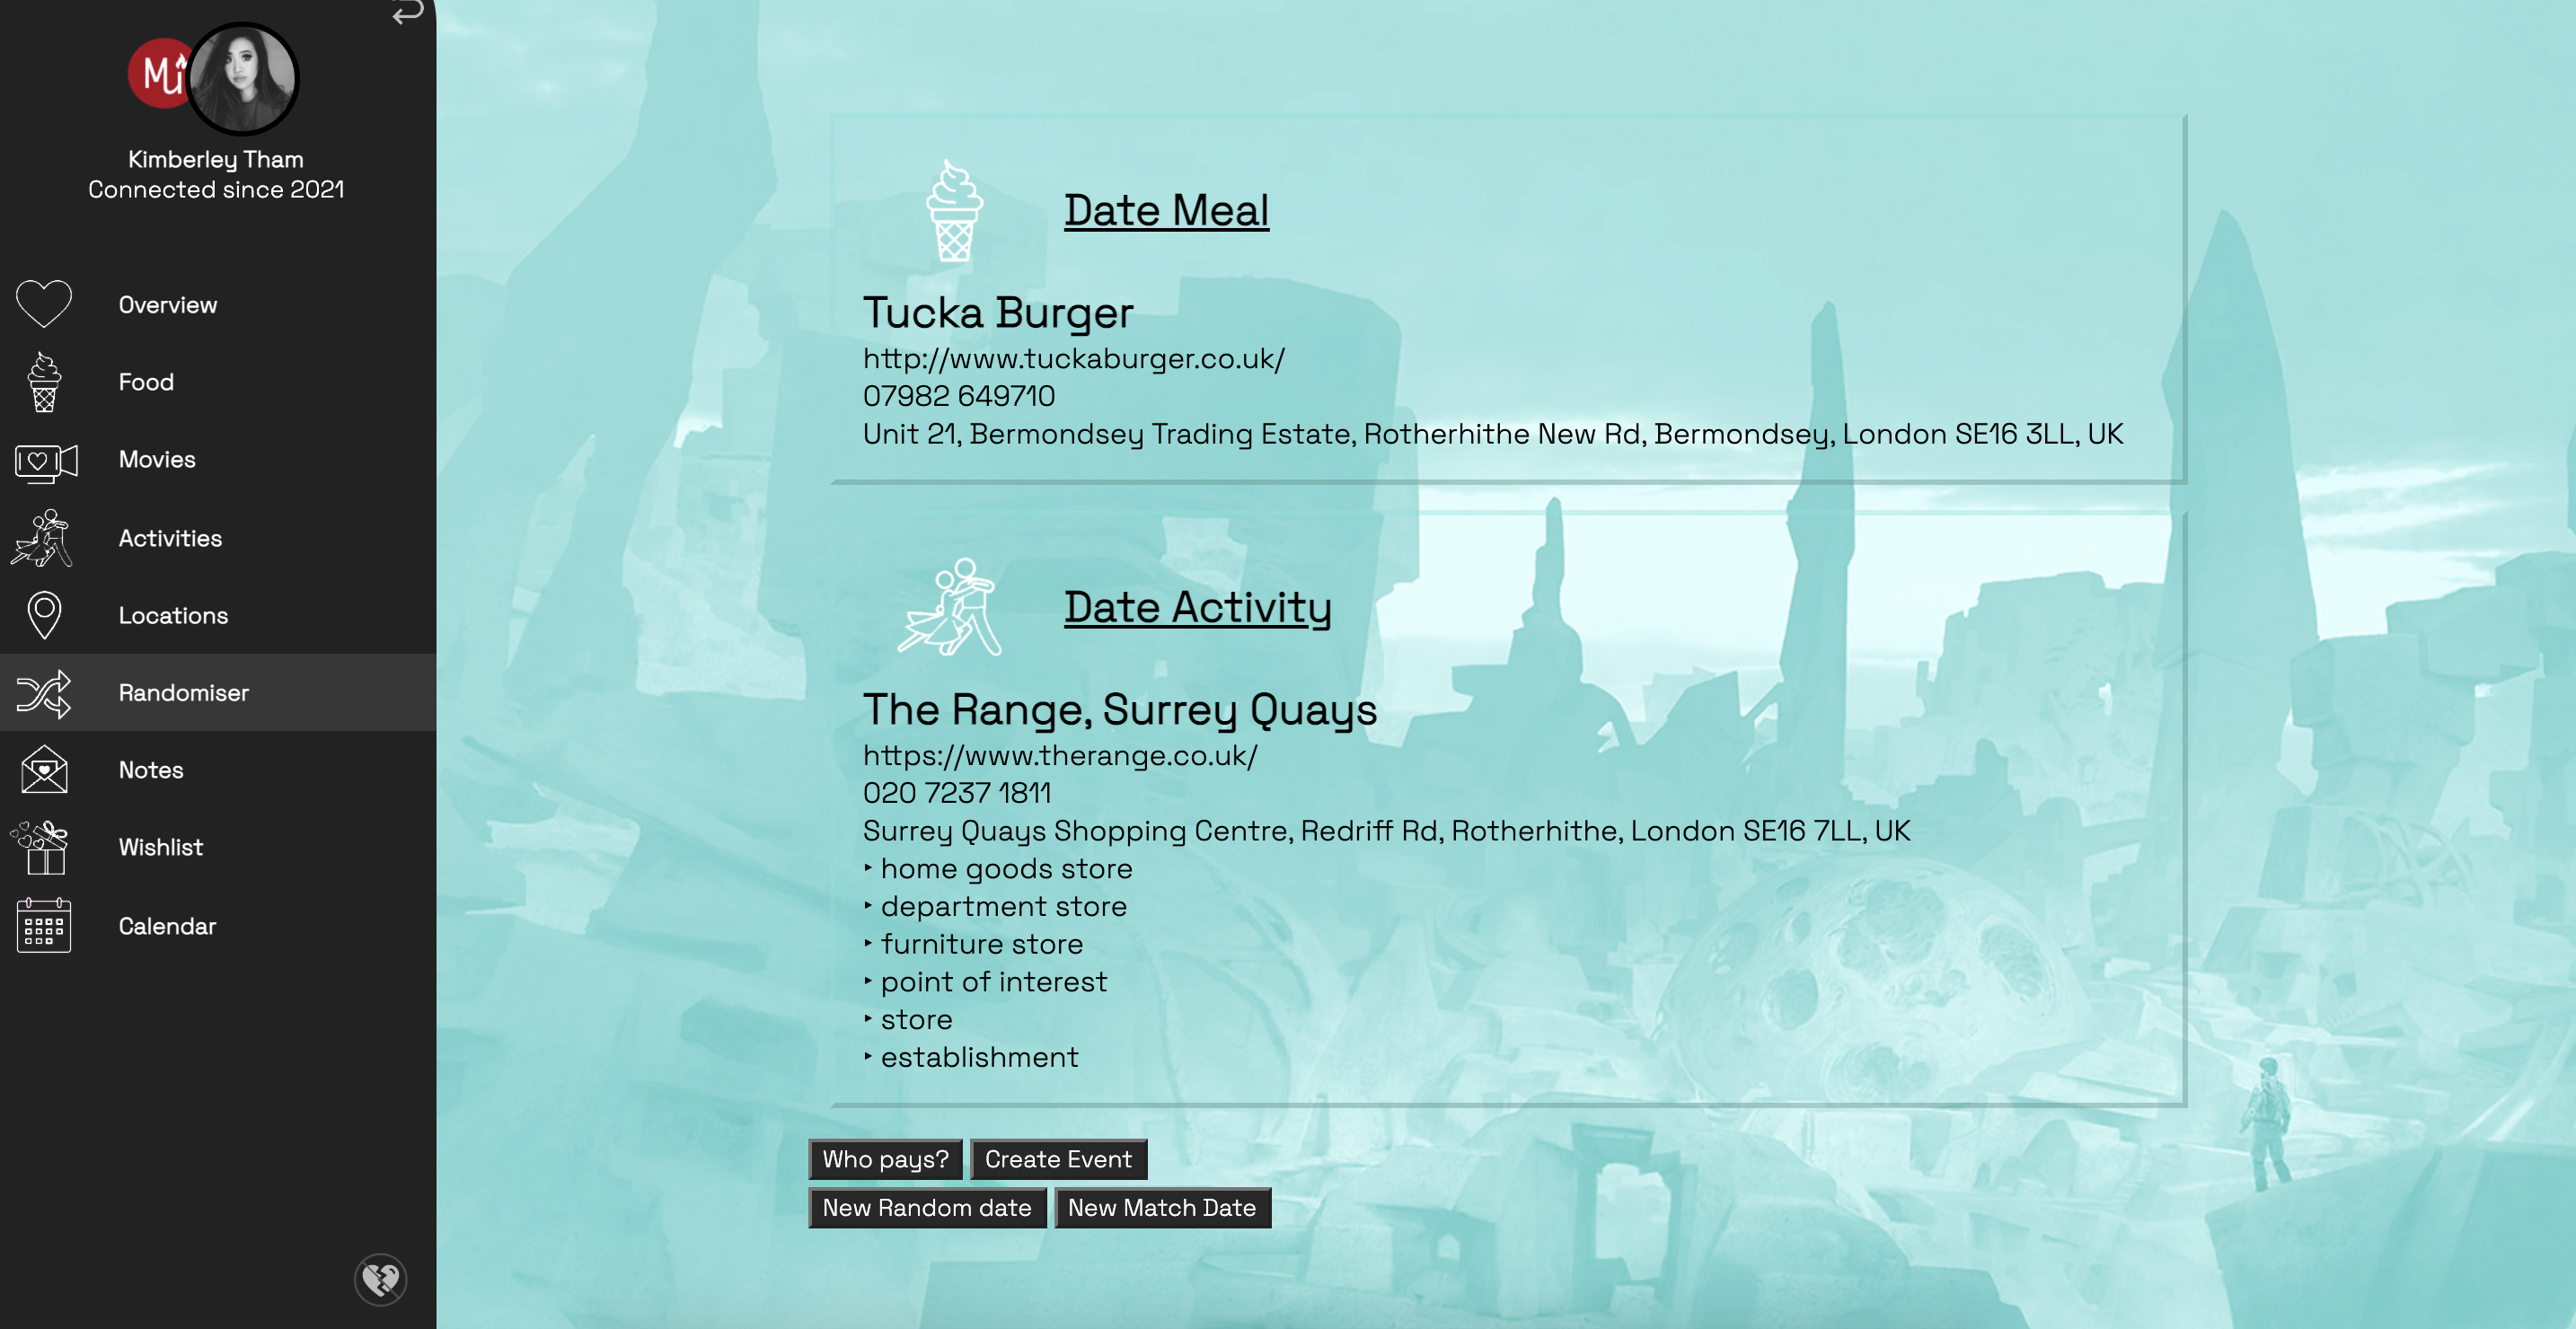 Mu
Kimberley Tham
Connected since 2021
Overview
Food
Movies
Activities
Locations
Randomiser
Notes
Wishlist
Calendar
Date Meal
Tucka Burger
http://www.tuckaburger.co.uk/
07982 649710
Unit 21, Bermondsey Trading Estate, Rotherhithe New Rd, Bermondsey, London SE16 3LL, UK
Date Activity
The Range, Surrey Quays
https://www.therange.co.uk/
020 7237 1811
Surrey Quays Shopping Centre, Redriff Rd, Rotherhithe, London SE16 7LL, UK
‣ home goods store
‣ department store
‣ furniture store
‣ point of interest
‣ store
‣ establishment
Who pays? Create Event
New Random date New Match Date